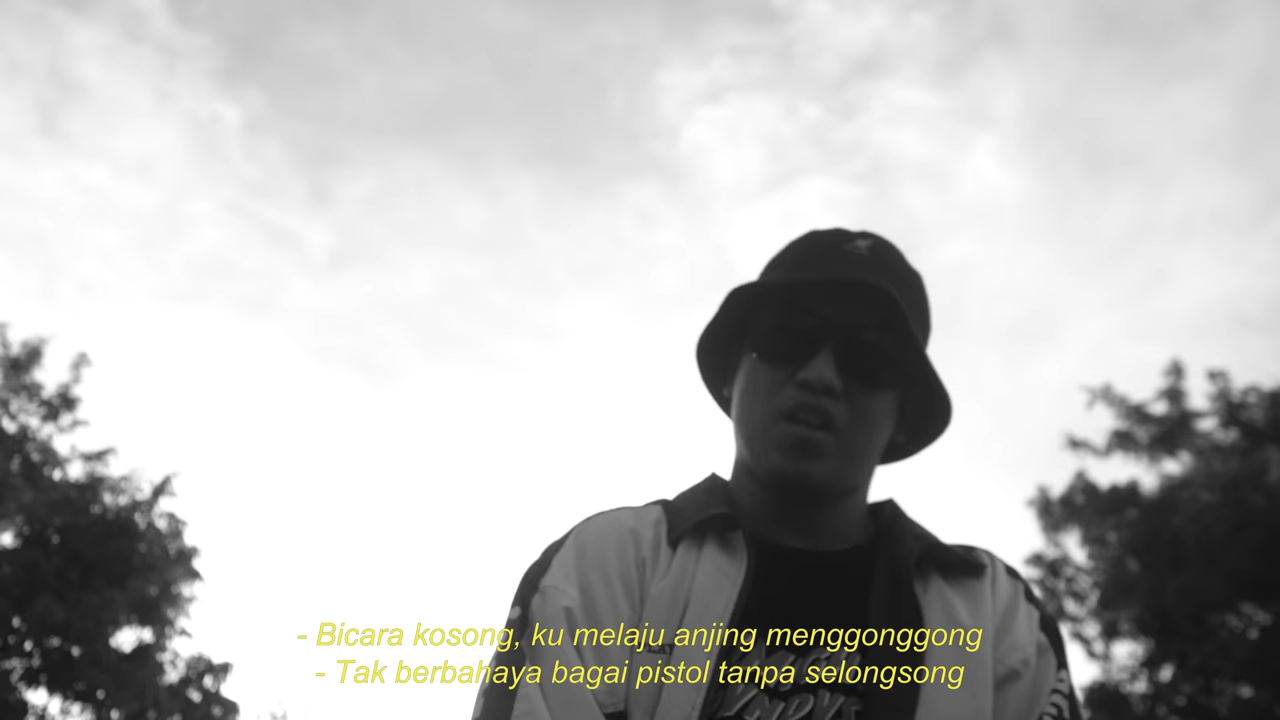 - Bicara kosong, ku melaju anjing menggonggong
- Tak berbahaya bagai pistol tanpa selongsong